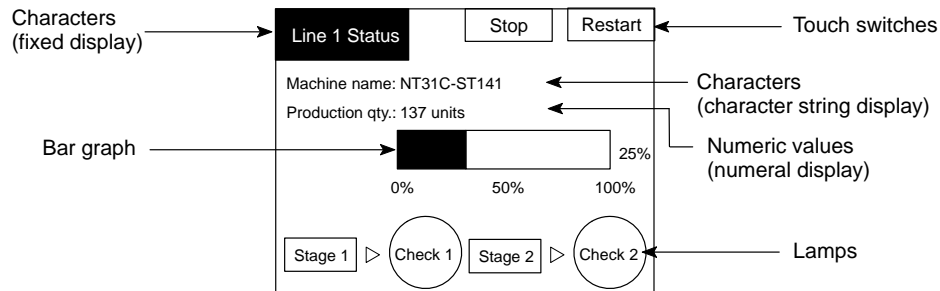 Characters
(fixed display)
Line 1 Status
Stop
Restart
Touch switches
Machine name: NT31C-ST141
Characters
(character string display)
Production qty.: 137 units
Bar graph
25%
Numeric values
(numeral display)
0%
50%
100%
Stage 1
Check 1
Stage 2
Check 2
Lamps